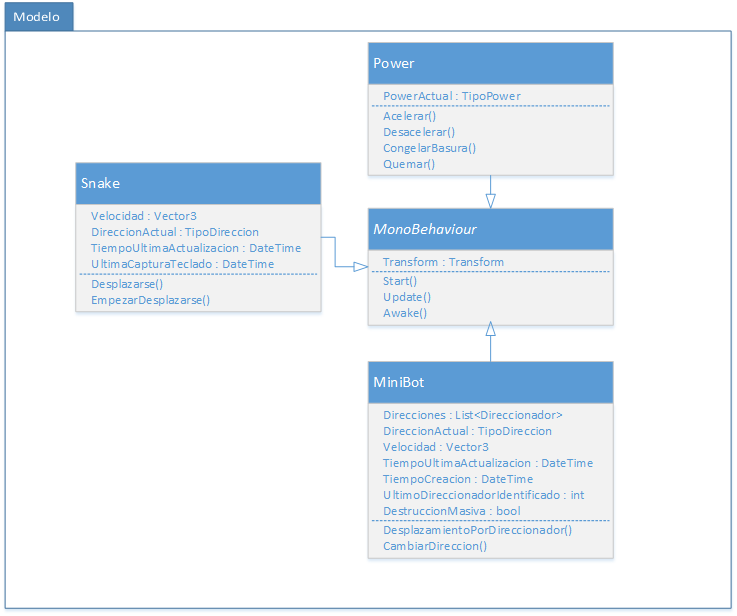 Modelo
Power
PowerActual : TipoPower
Acelerar()
Desacelerar()
CongelarBasura()
Quemar()
Snake
Velocidad : Vector3
DireccionActual : TipoDireccion
TiempoUltimaActualizacion : DateTime
UltimaCapturaTeclado : DateTime
Desplazarse()
EmpezarDesplazarse()
MonoBehaviour
Transform : Transform
Start()
Update()
Awake()
MiniBot
Direcciones : List<Direccionador>
DireccionActual : TipoDireccion
Velocidad : Vector3
TiempoUltimaActualizacion : DateTime
TiempoCreacion : DateTime
UltimoDireccionadorIdentificado : int
DestruccionMasiva : bool
DesplazamientoPorDireccionador()
CambiarDireccion()